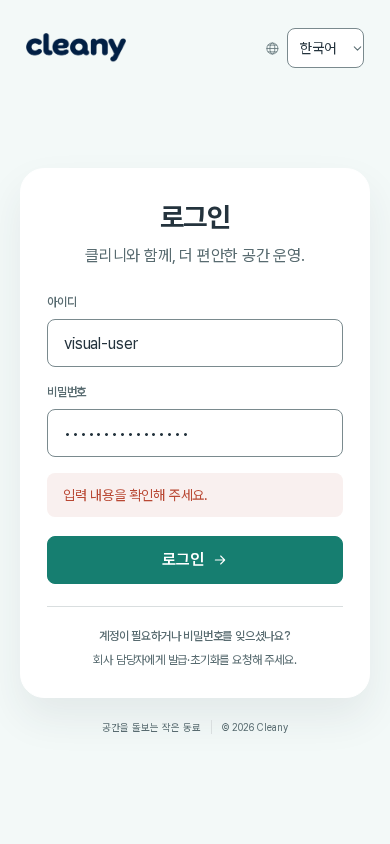 cleany
한국어
로그인
클리니와 함께, 더 편안한 공간 운영.
아이디
visual-user
비밀번호
••••••••••••••••
입력 내용을 확인해 주세요.
로그인 →
계정이 필요하거나 비밀번호를 잊으셨나요?
회사 담당자에게 발급·초기화를 요청해 주세요.
공간을 돌보는 작은 동료 | © 2026 Cleany